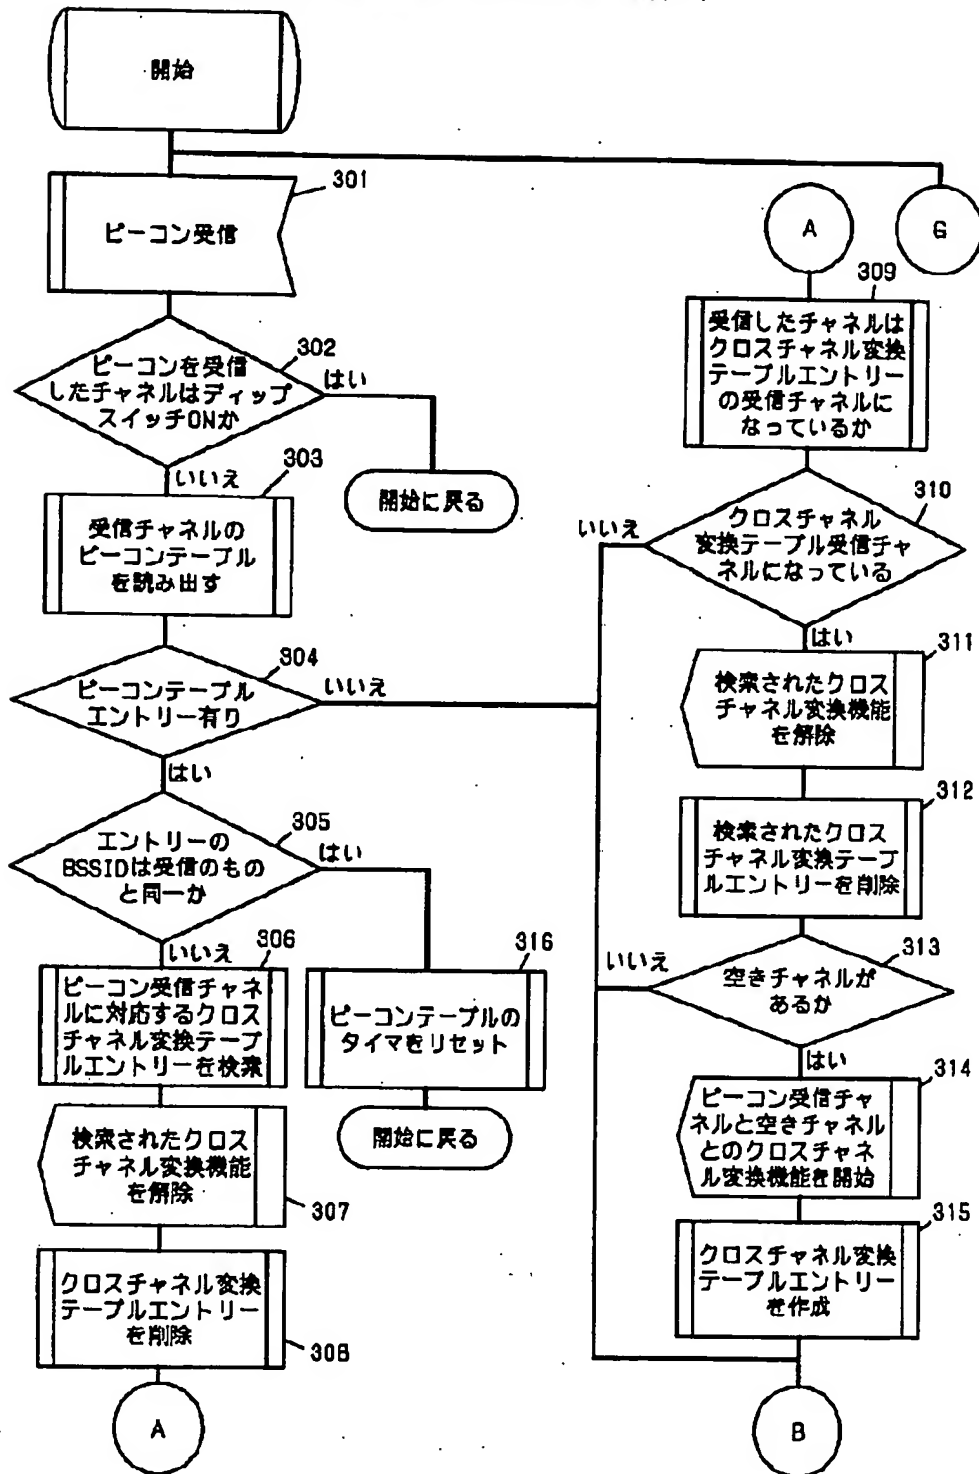 開始
301
ビーコン受信
302
ビーコンを受信
したチャネルはディップ
スイッチONか
はい
いいえ
開始に戻る
303
受信チャネルの
ビーコンテーブル
を読み出す
304
ビーコンテーブル
エントリー有り
いいえ
はい
305
エントリーの
BSSIDは受信のもの
と同一か
はい
いいえ
306
ビーコン受信チャネ
ルに対応するクロス
チャネル変換テーブ
ルエントリーを検索
316
ビーコンテーブルの
タイマをリセット
開始に戻る
検索されたクロス
チャネル変換機能
を解除
307
クロスチャネル変換
テーブルエントリー
を削除
308
A
A
G
309
受信したチャネルは
クロスチャネル変換
テーブルエントリー
の受信チャネルに
なっているか
310
いいえ
クロスチャネル
変換テーブル受信チャ
ネルになっている
はい
311
検索されたクロス
チャネル変換機能
を解除
312
検索されたクロス
チャネル変換テーブ
ルエントリーを削除
313
いいえ
空きチャネルが
あるか
はい
314
ビーコン受信チャ
ネルと空きチャネル
とのクロスチャネ
ル変換機能を開始
315
クロスチャネル変換
テーブルエントリー
を作成
B